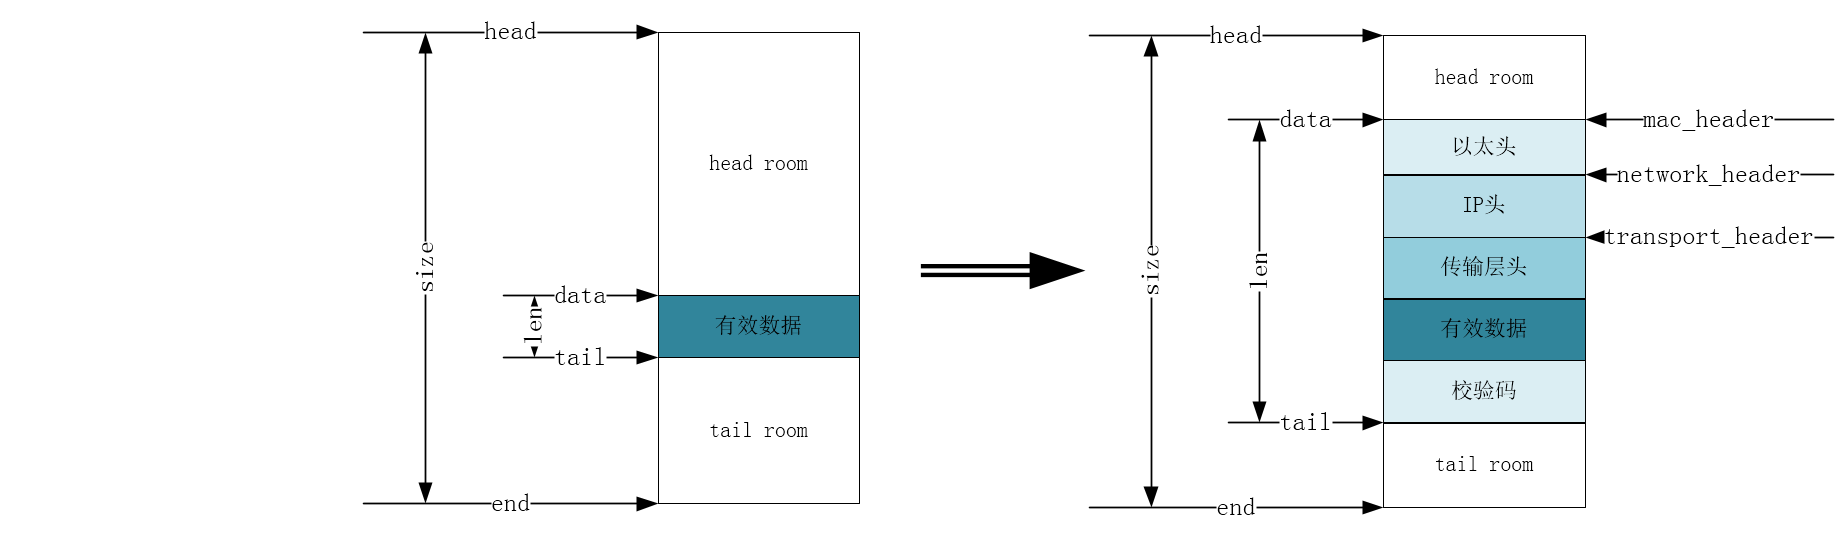 head
head room
size
data
len
有效数据
tail
tail room
end
head
head room
data
mac_header
以太头
network_header
IP头
transport_header
size
len
传输层头
有效数据
校验码
tail
tail room
end